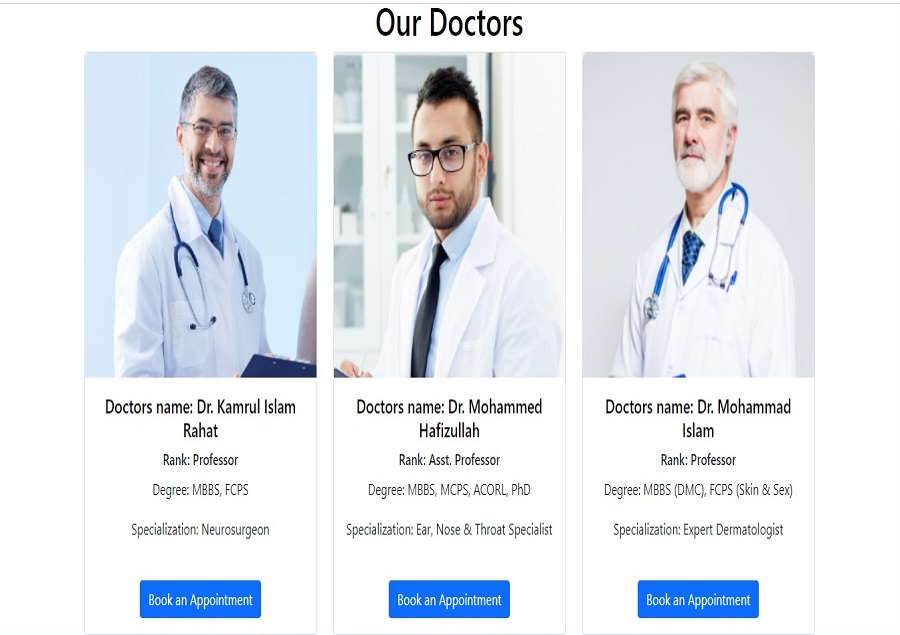 Our Doctors
Doctors name: Dr. Kamrul Islam
Rahat
Rank: Professor
Degree: MBBS, FCPS
Specialization: Neurosurgeon
Book an Appointment
Doctors name: Dr. Mohammed
Hafizullah
Rank: Asst. Professor
Degree: MBBS, MCPS, ACORL, PhD
Specialization: Ear, Nose & Throat Specialist
Book an Appointment
Doctors name: Dr. Mohammad
Islam
Rank: Professor
Degree: MBBS (DMC), FCPS (Skin & Sex)
Specialization: Expert Dermatologist
Book an Appointment